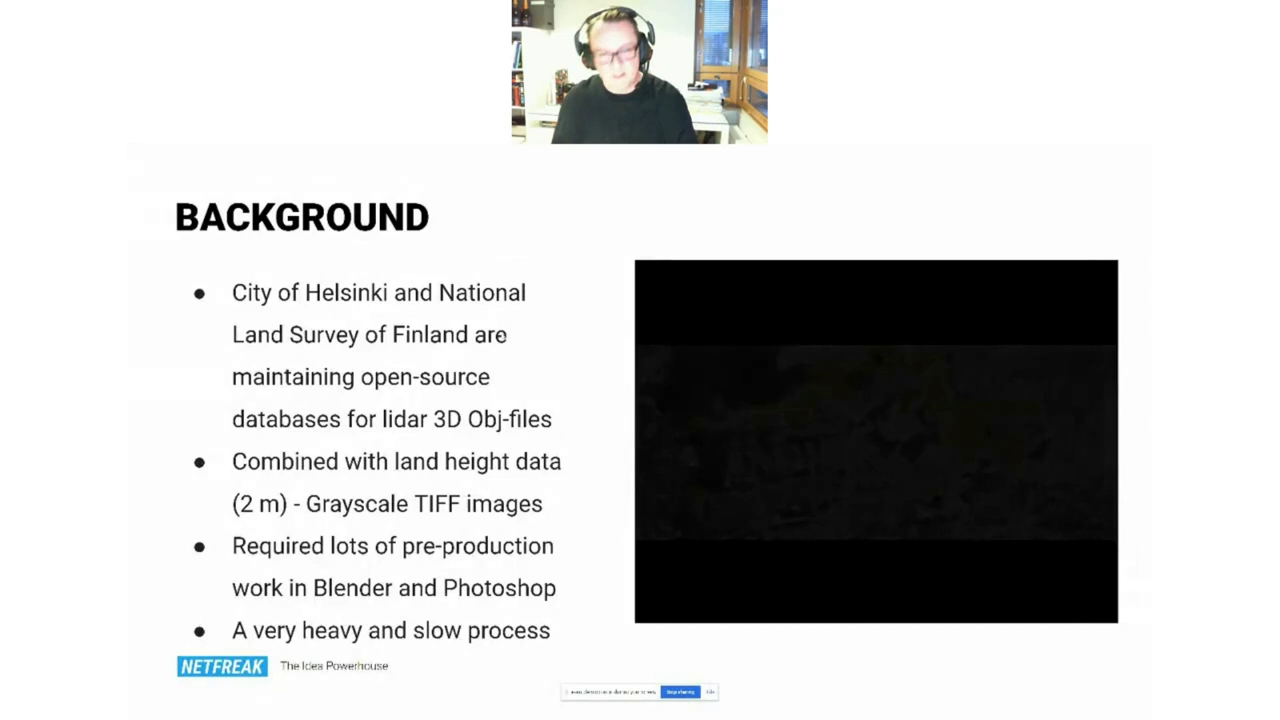 BACKGROUND
● City of Helsinki and National
Land Survey of Finland are
maintaining open-source
databases for lidar 3D Obj-files
● Combined with land height data
(2 m) - Grayscale TIFF images
● Required lots of pre-production
work in Blender and Photoshop
● A very heavy and slow process
NETFREAK The Idea Powerhouse
Stop sharing